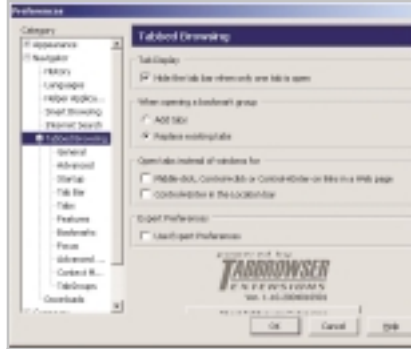 Preferences
Category
Appearance
Navigator
History
Languages
Helper Applica...
Smart Browsing
Internet Search
Tabbed Browsing
General
Advanced
Startup
Tab Bar
Tabs
Features
Bookmarks
Focus
Advanced ...
Context M...
TabGroups
Downloads
Tabbed Browsing
Tab Display
Hide the tab bar when only one tab is open
When opening a bookmark group
Add tabs
Replace existing tabs
Open tabs instead of windows for
Middle-click, Control+click or Control+Enter on links in a Web page
Control+Enter in the Location bar
Expert Preferences
Use Expert Preferences
powered by
TABBROWSER
EXTENSIONS
OK
Cancel
Help